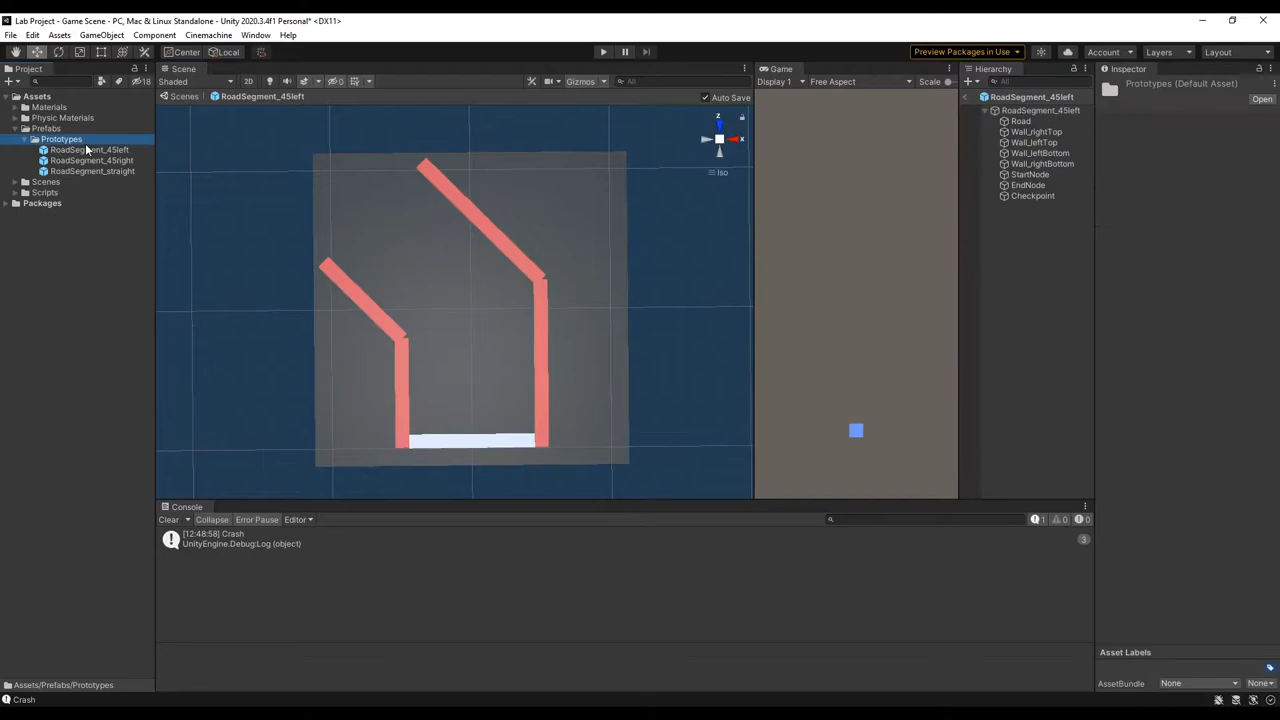 Lab Project - Game Scene - PC, Mac & Linux Standalone - Unity 2020.3.4f1 Personal* <DX11>
File Edit Assets GameObject Component Cinemachine Window Help
Center Local Preview Packages in Use Account Layers Layout
Project
18
Assets
Materials
Physic Materials
Prefabs
Prototypes
RoadSegment_45left
RoadSegment_45right
RoadSegment_straight
Scenes
Scripts
Packages
Assets/Prefabs/Prototypes
Scene
Shaded 2D 0 Gizmos All
Scenes RoadSegment_45left Auto Save
z
x
Iso
Game
Display 1 Free Aspect Scale
Hierarchy
All
RoadSegment_45left
RoadSegment_45left
Road
Wall_rightTop
Wall_leftTop
Wall_leftBottom
Wall_rightBottom
StartNode
EndNode
Checkpoint
Inspector
Prototypes (Default Asset)
Open
Console
Clear Collapse Error Pause Editor 1 0 0
[12:48:58] Crash
UnityEngine.Debug:Log (object)
3
Asset Labels
AssetBundle None None
Crash